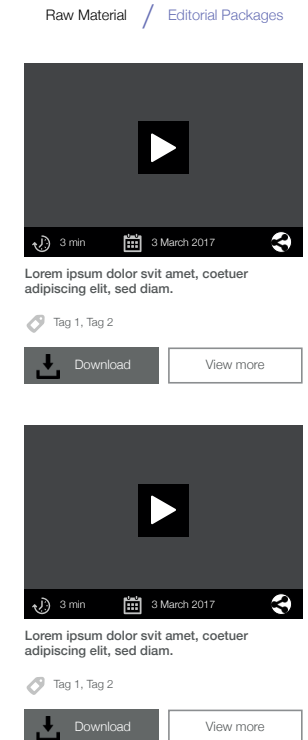 Raw Material / Editorial Packages
3 min 3 March 2017
Lorem ipsum dolor svit amet, coetuer
adipiscing elit, sed diam.
Tag 1, Tag 2
Download View more
3 min 3 March 2017
Lorem ipsum dolor svit amet, coetuer
adipiscing elit, sed diam.
Tag 1, Tag 2
Download View more